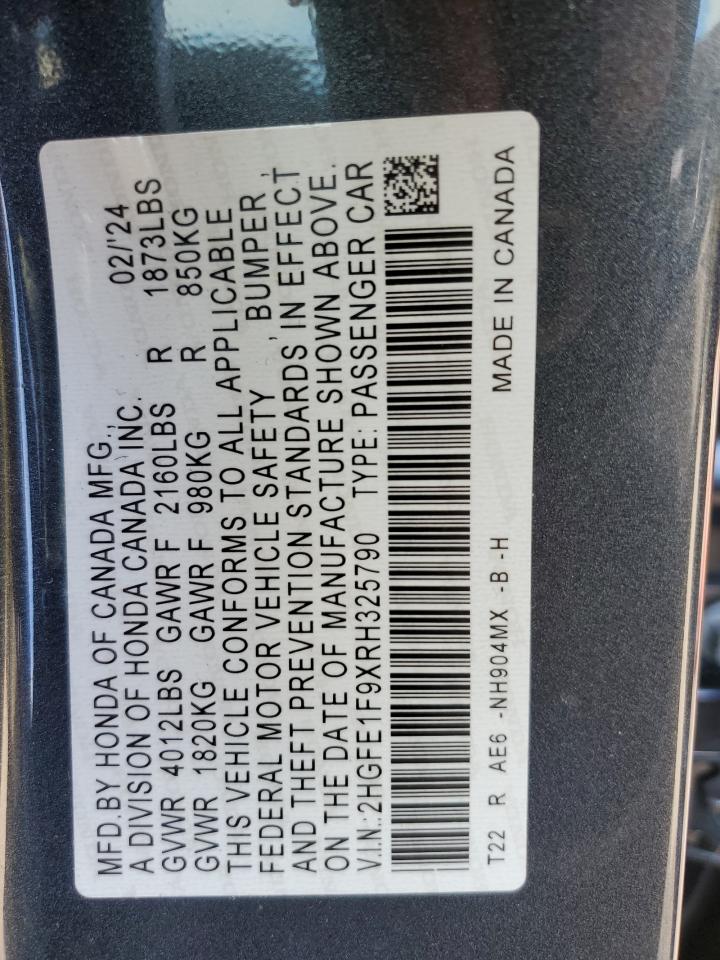 MFD.BY HONDA OF CANADA MFG., 02/'24
A DIVISION OF HONDA CANADA INC.
GVWR 4012LBS GAWR F 2160LBS R 1873LBS
GVWR 1820KG GAWR F 980KG R 850KG
THIS VEHICLE CONFORMS TO ALL APPLICABLE
FEDERAL MOTOR VEHICLE SAFETY , BUMPER ,
AND THEFT PREVENTION STANDARDS IN EFFECT
ON THE DATE OF MANUFACTURE SHOWN ABOVE.
V.I.N.:2HGFE1F9XRH325790 TYPE: PASSENGER CAR
T22 R AE6 -NH904MX -B -H MADE IN CANADA